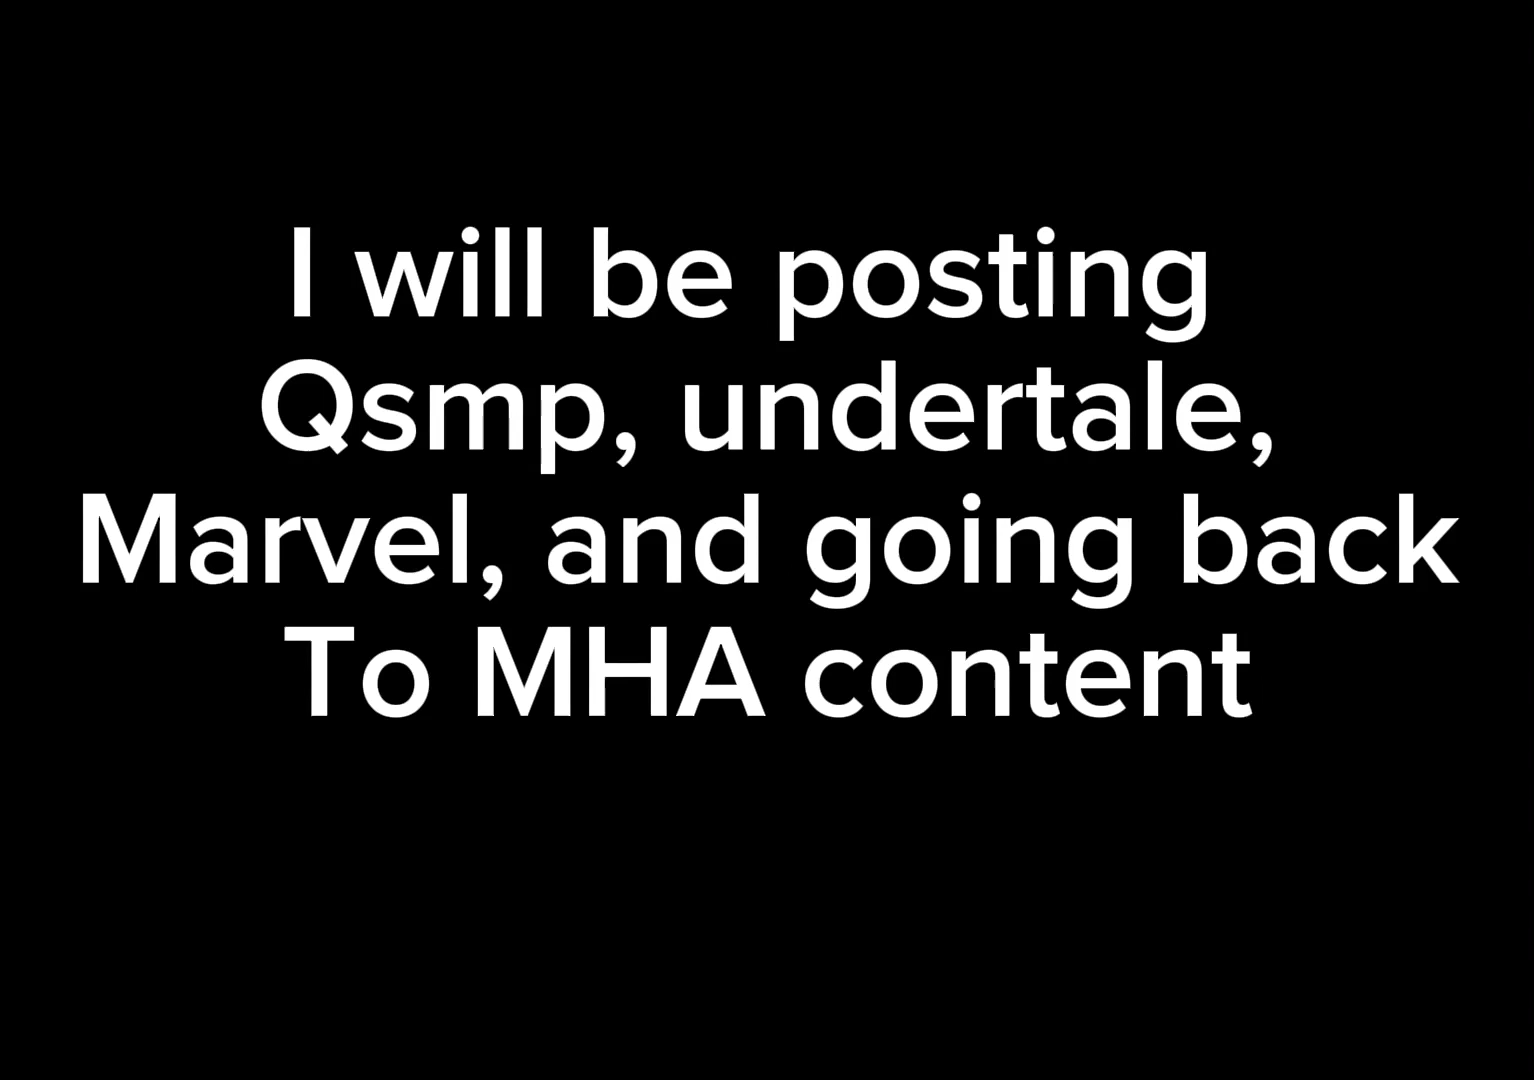 I will be posting
Qsmp, undertale,
Marvel, and going back
To MHA content